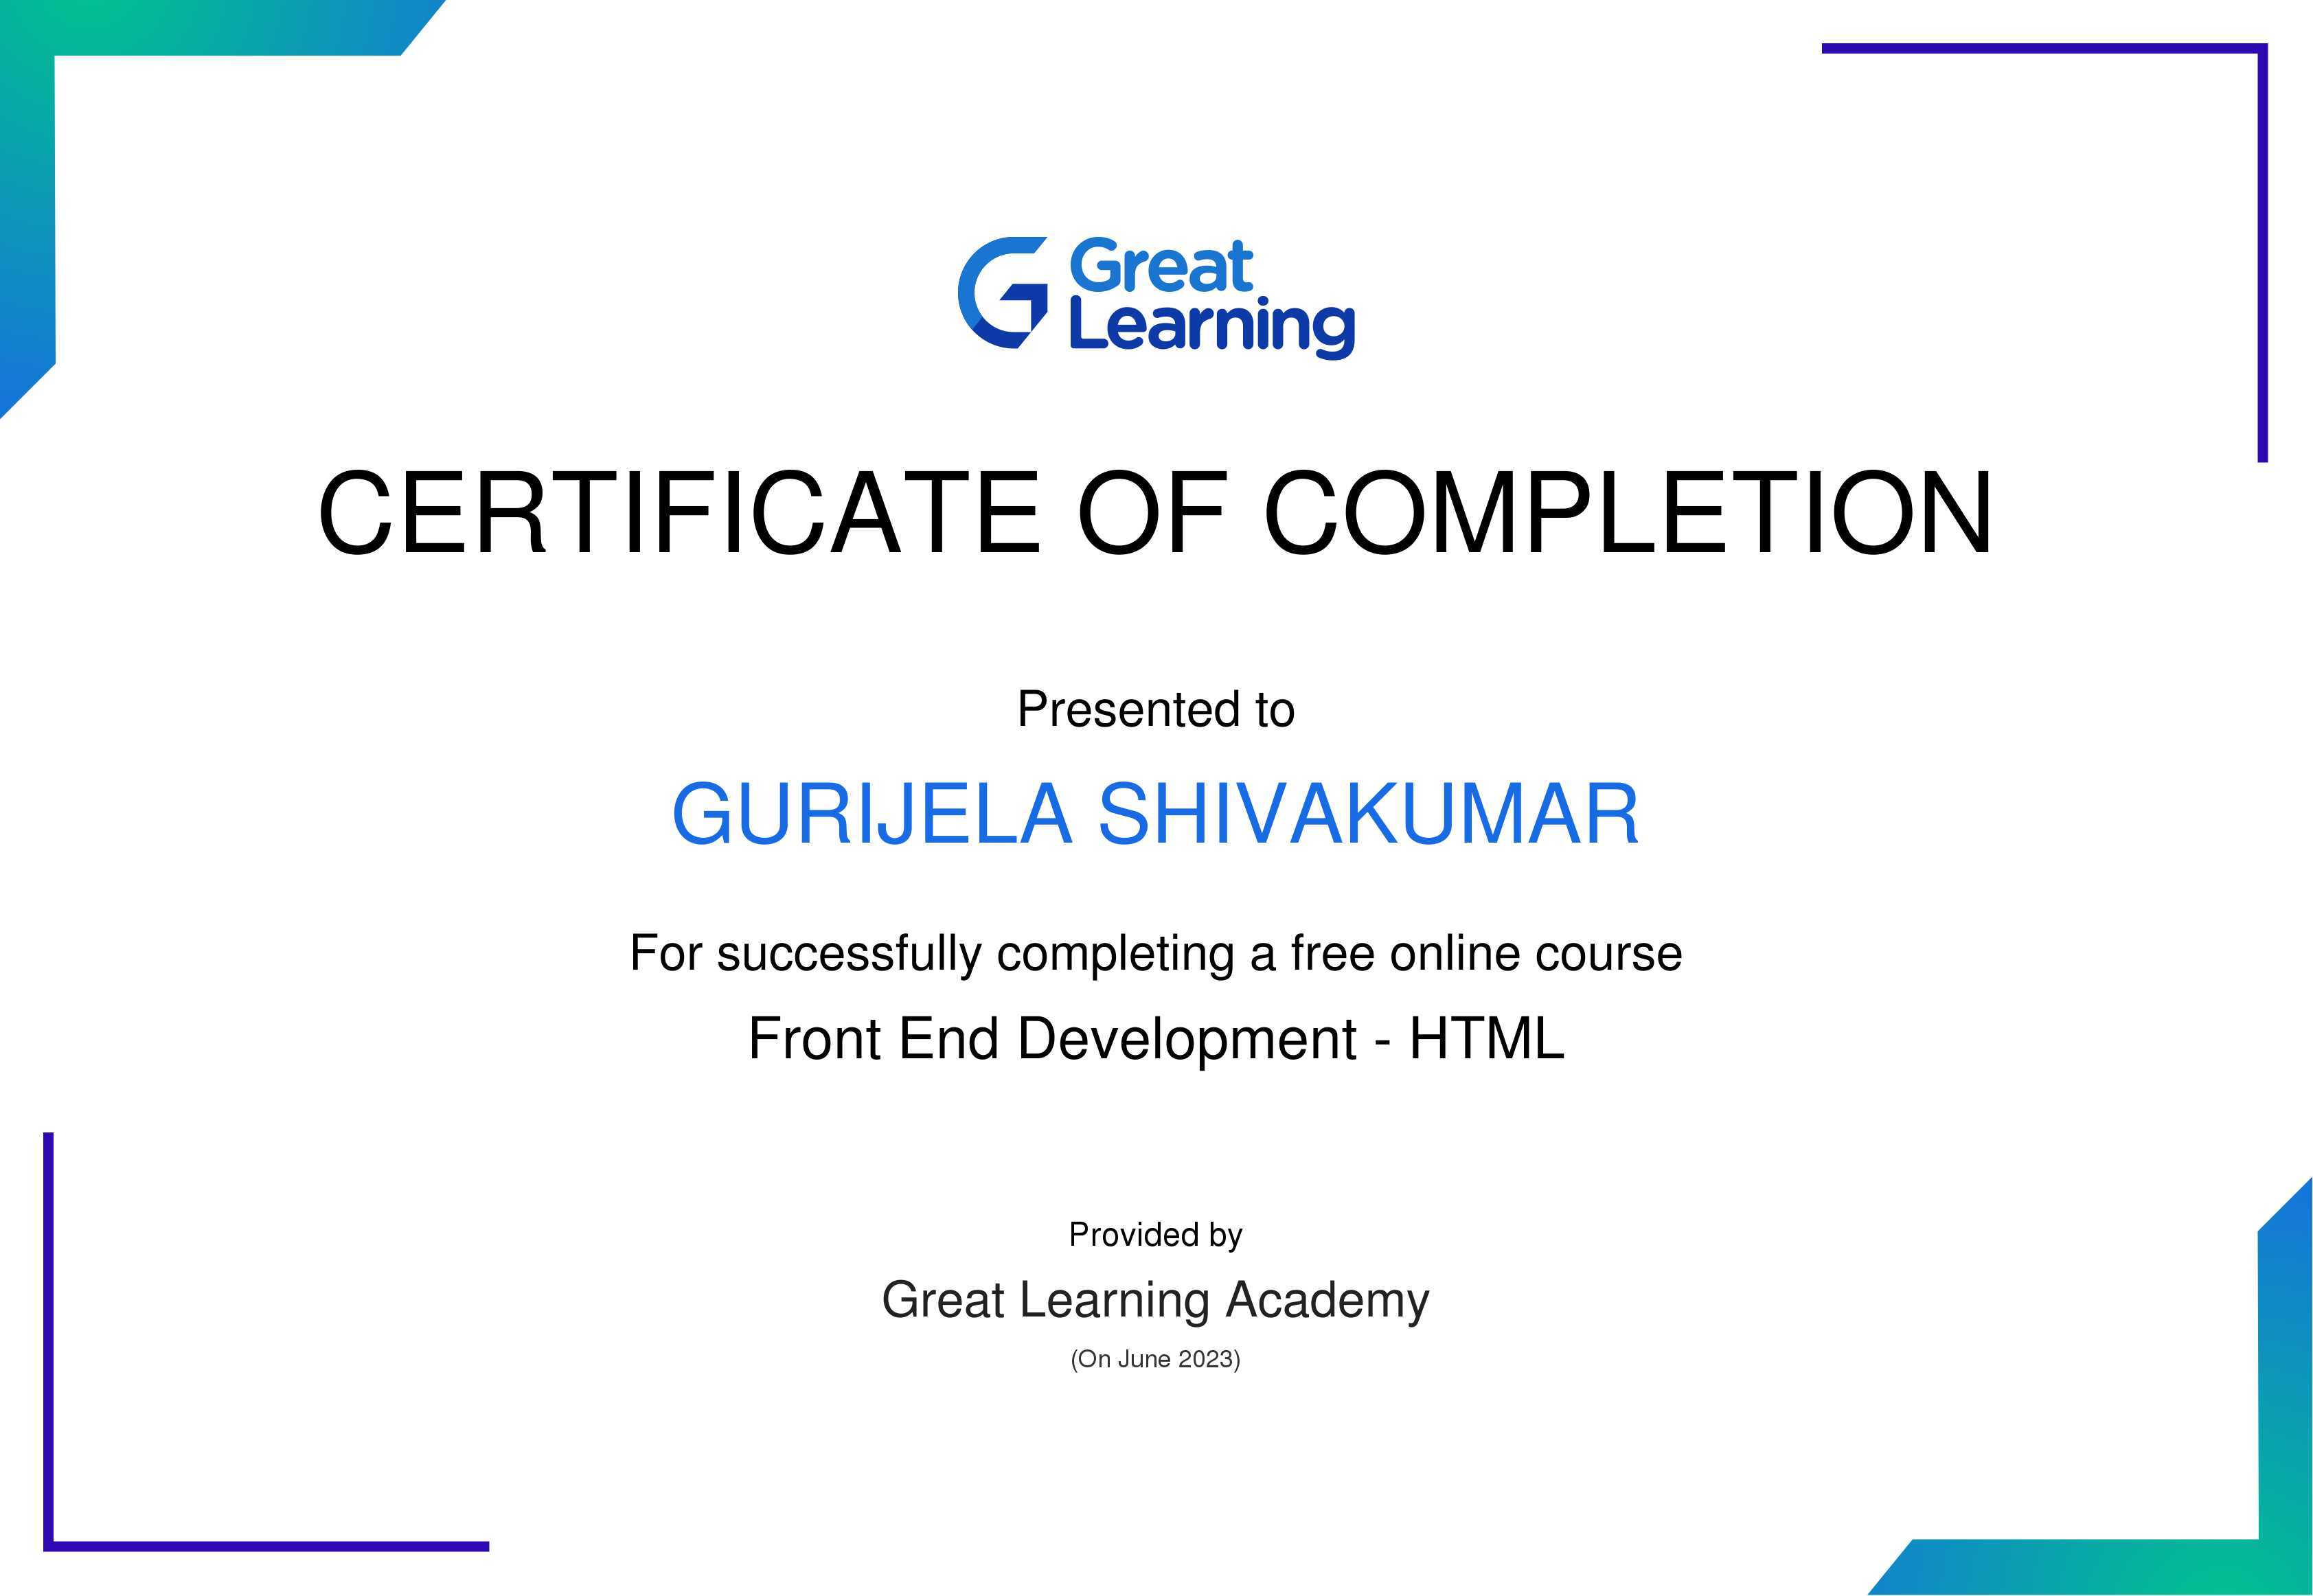 Great
Learning
CERTIFICATE OF COMPLETION
Presented to
GURIJELA SHIVAKUMAR
For successfully completing a free online course
Front End Development - HTML
Provided by
Great Learning Academy
(On June 2023)